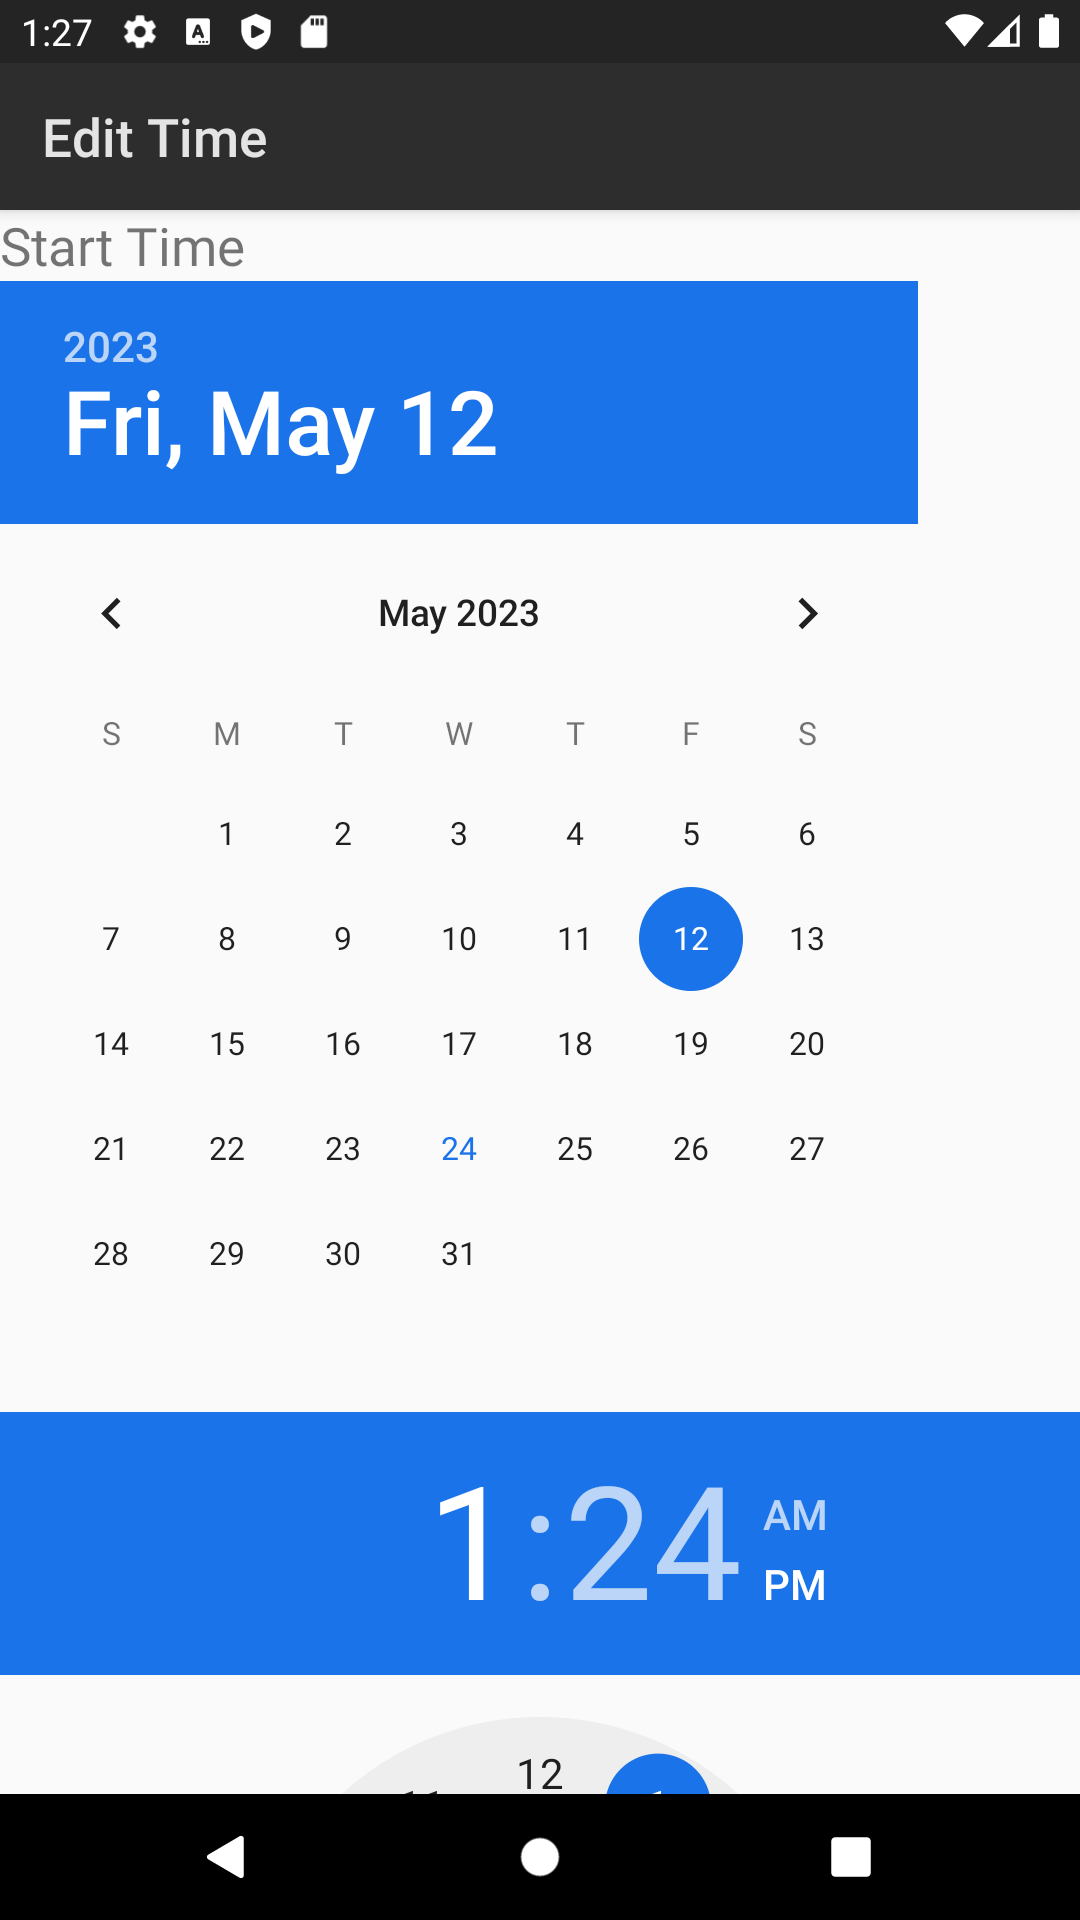 1:27
Edit Time
Start Time
2023
Fri, May 12
May 2023
S M T W T F S
1 2 3 4 5 6
7 8 9 10 11 12 13
14 15 16 17 18 19 20
21 22 23 24 25 26 27
28 29 30 31
1:24
AM
PM
12